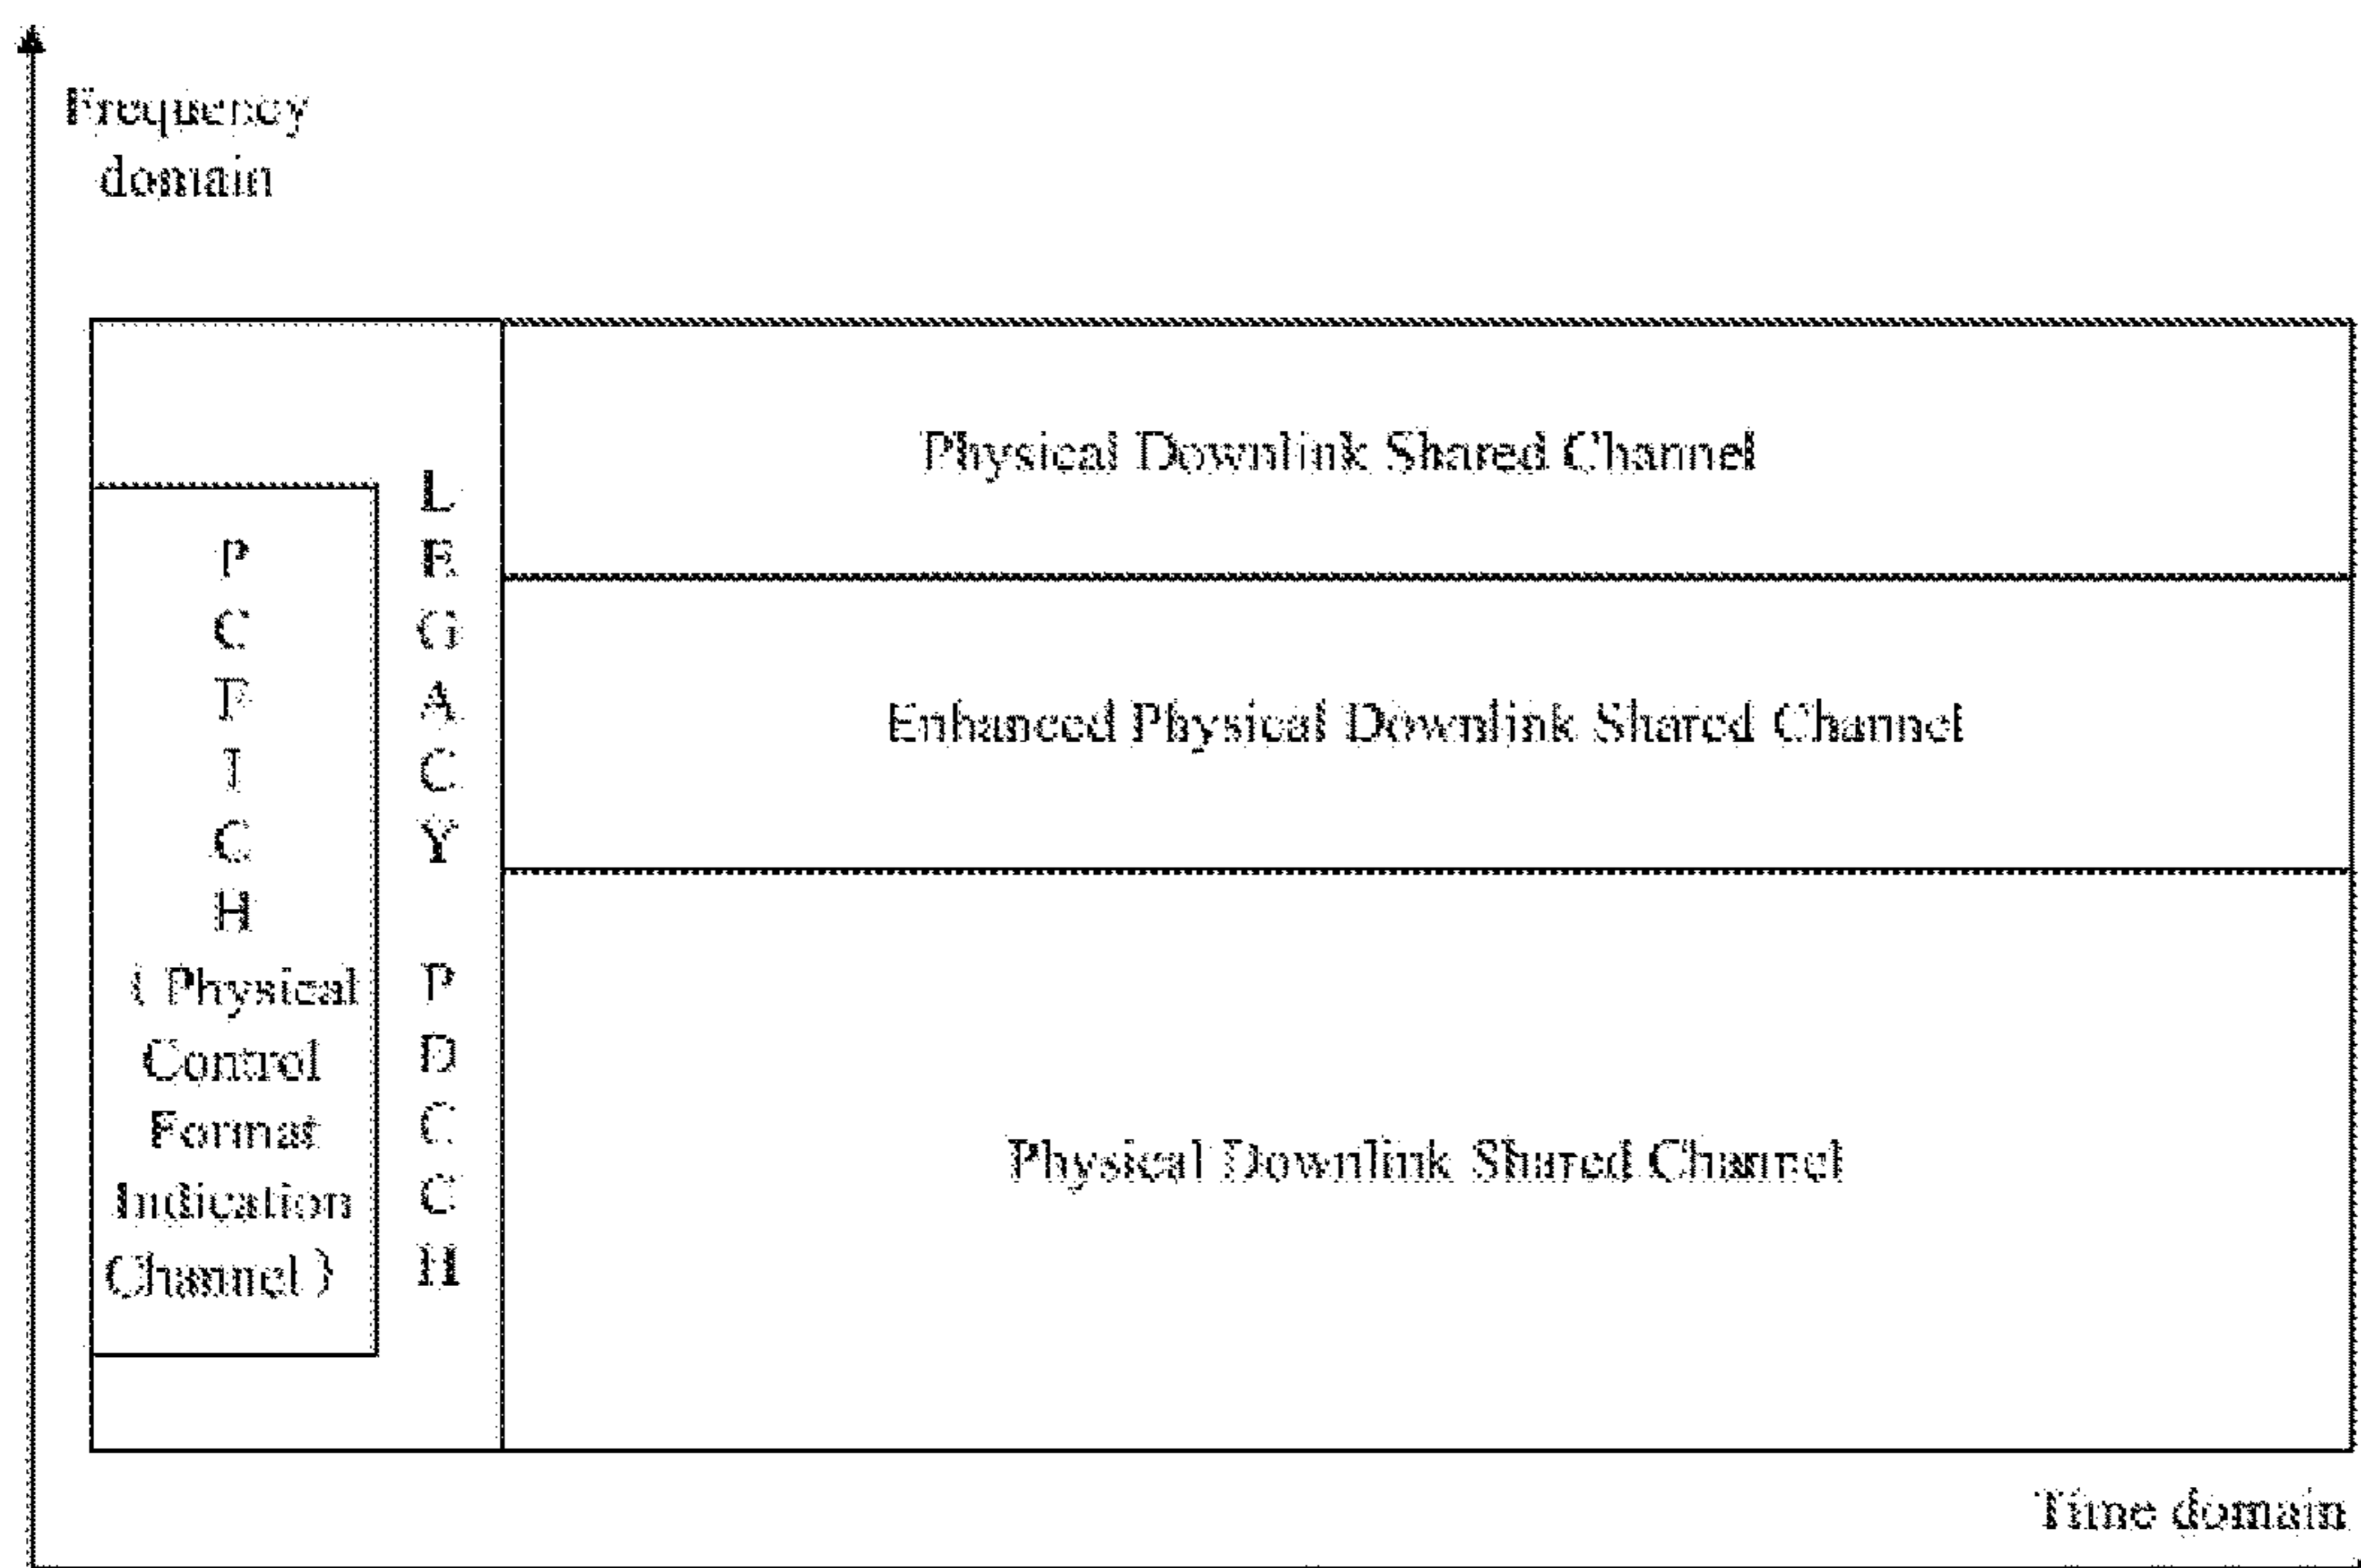 Frequency
domain
Physical Downlink Shared Channel
Enhanced Physical Downlink Shared Channel
Physical Downlink Shared Channel
P
C
F
I
C
H
( Physical
Control
Format
Indication
Channel )
L
E
G
A
C
Y
P
D
C
C
H
Time domain